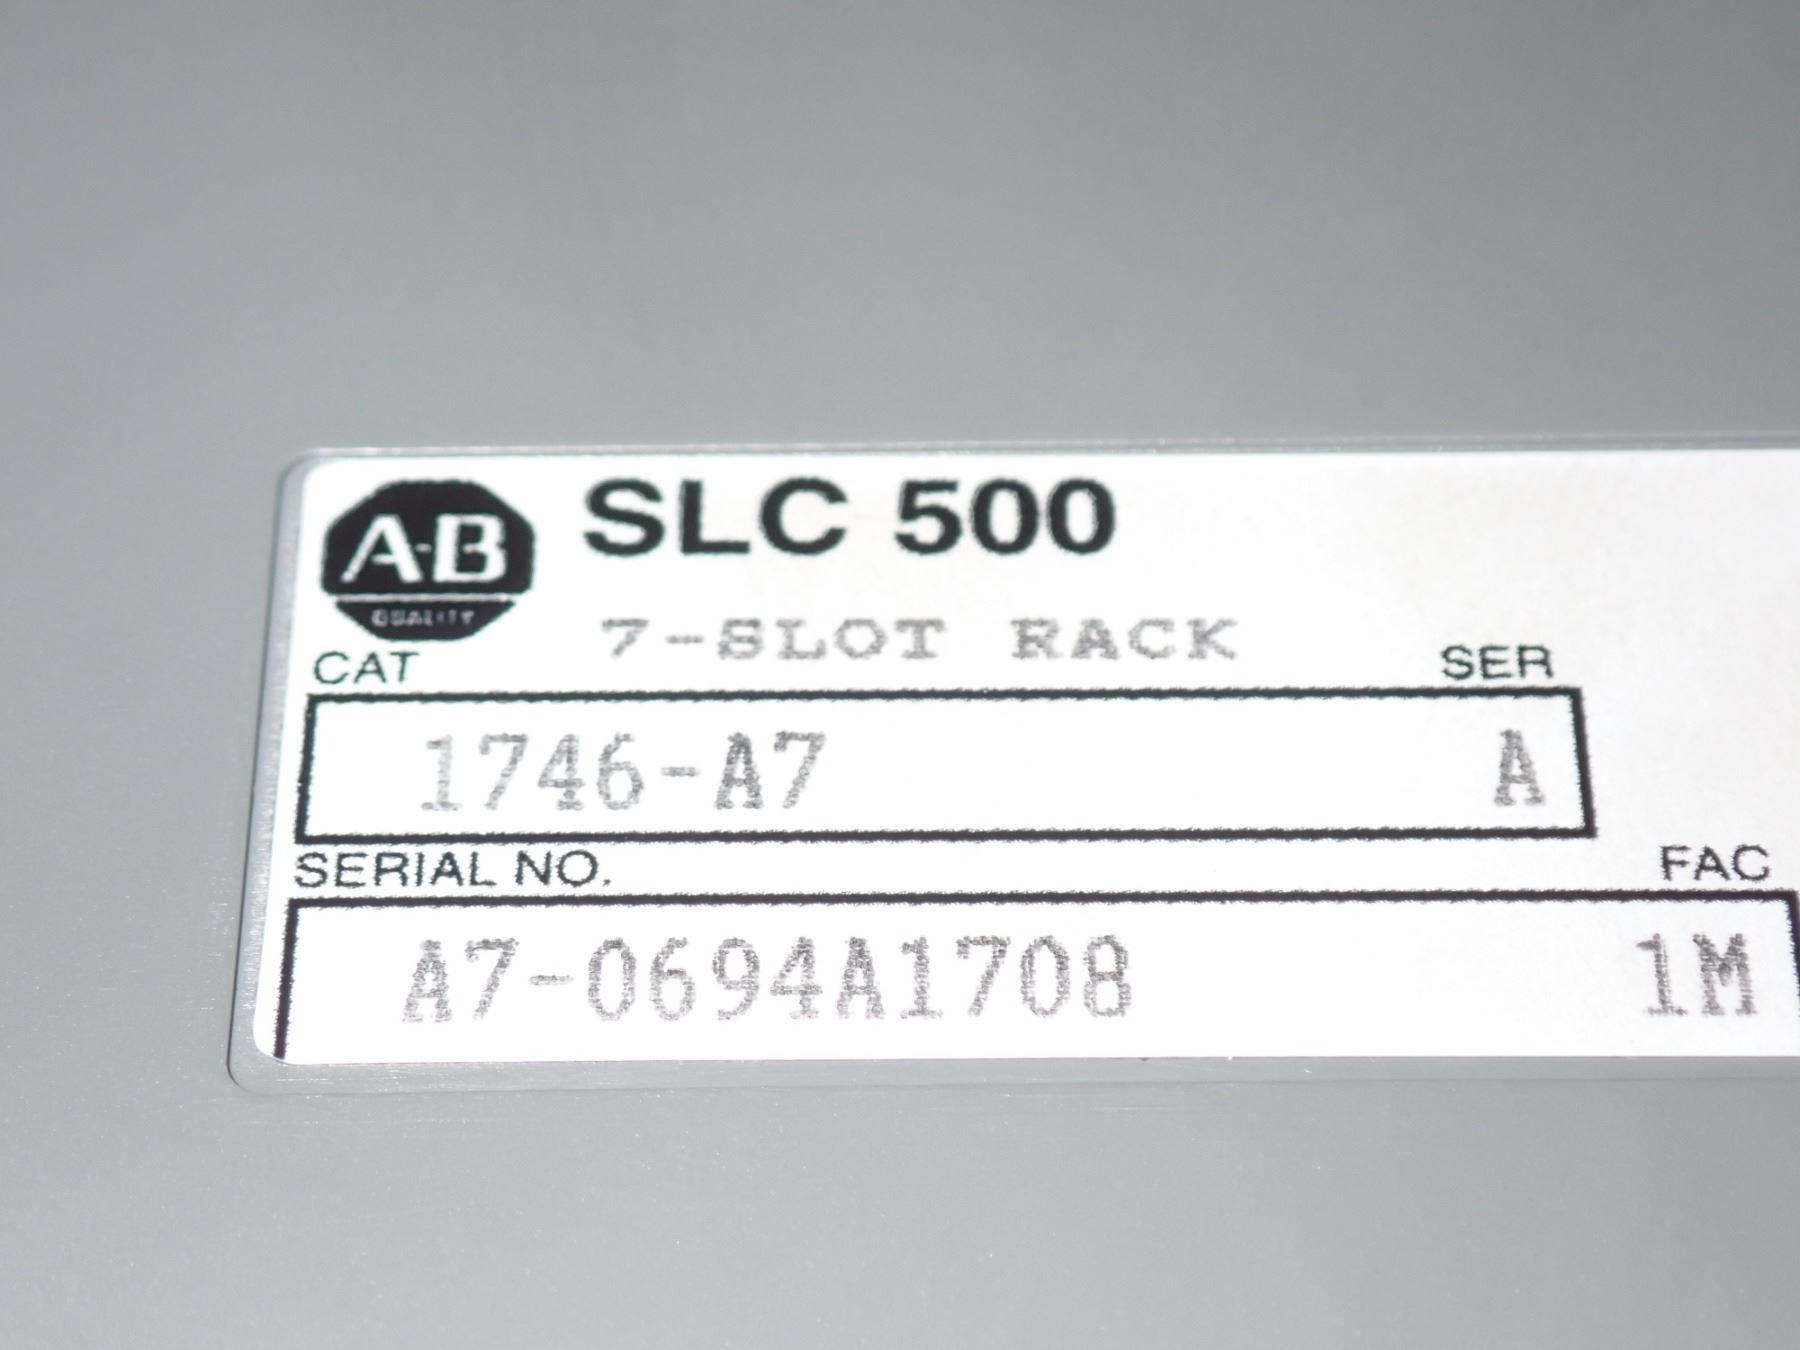 A-B
QUALITY
SLC 500
7-SLOT RACK
CAT SER
1746-A7 A
SERIAL NO. FAC
A7-0694A1708 1M